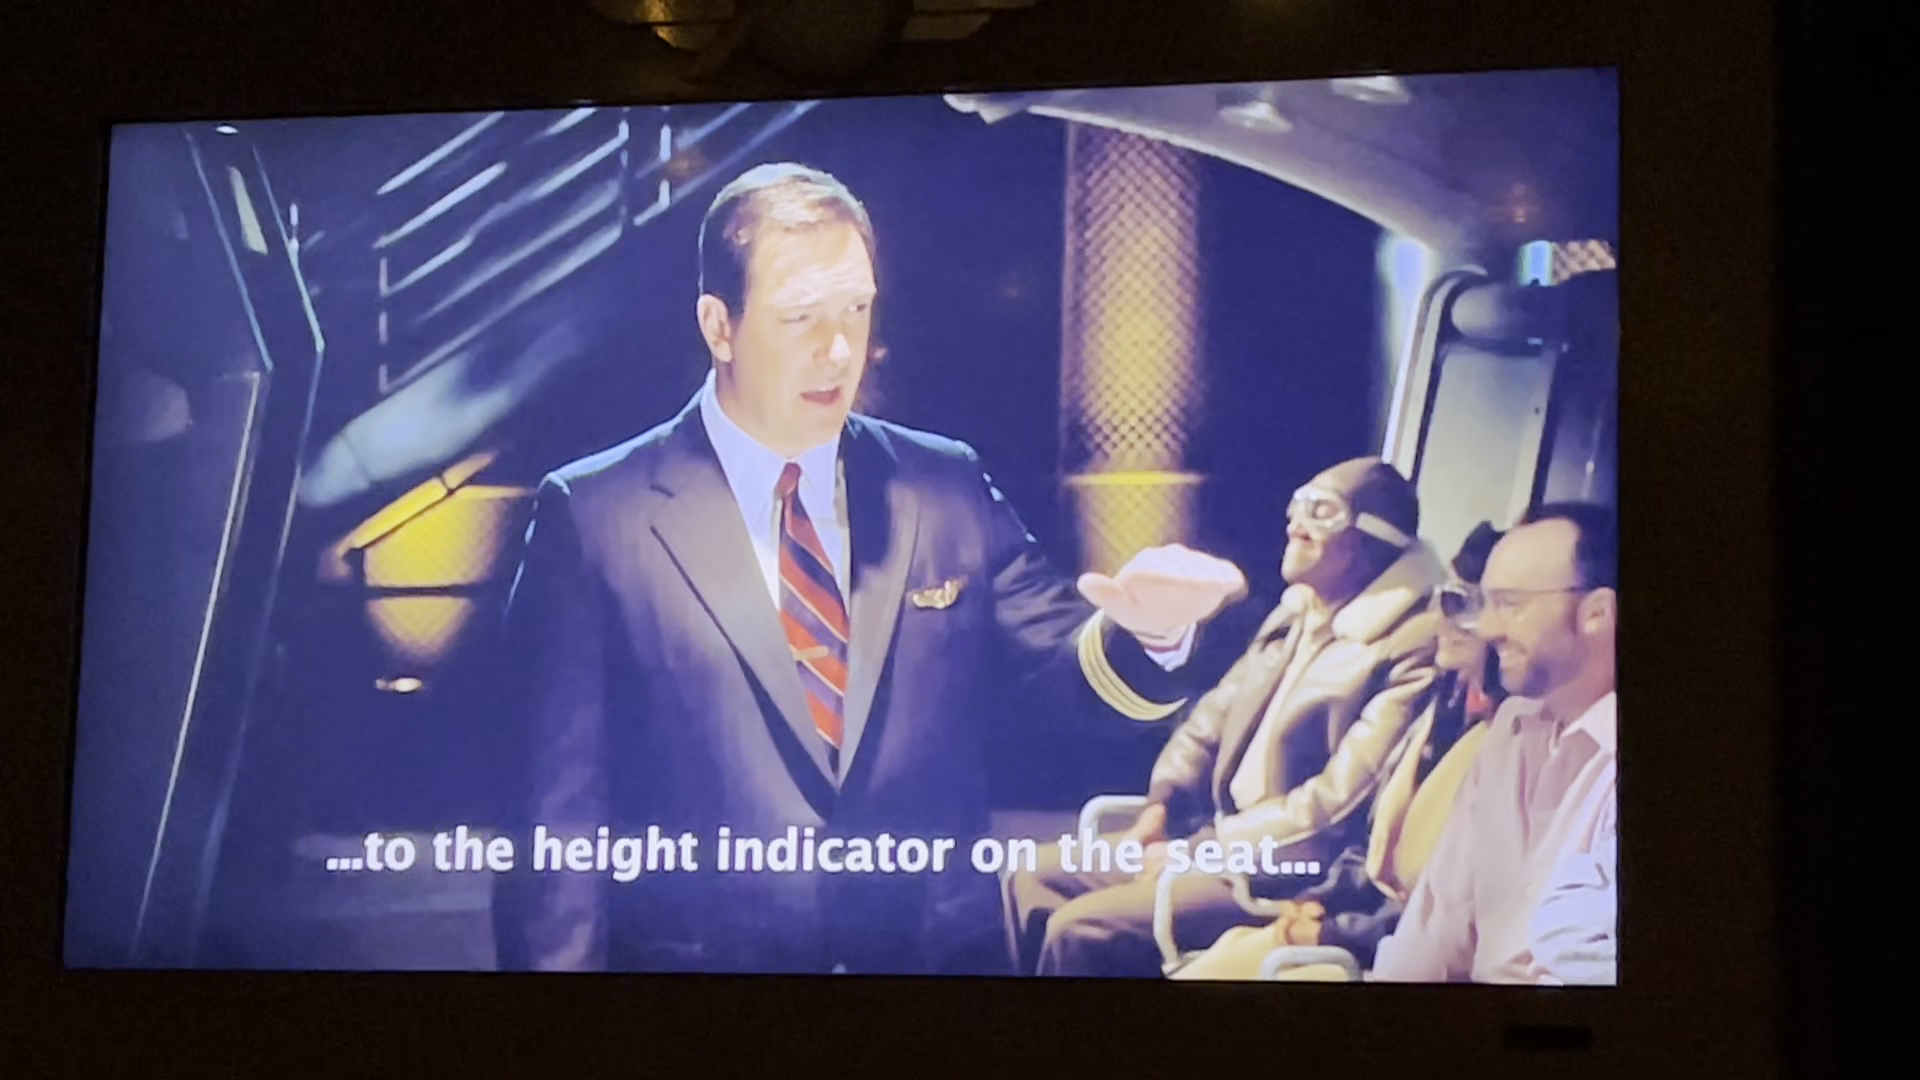 ...to the height indicator on the seat...